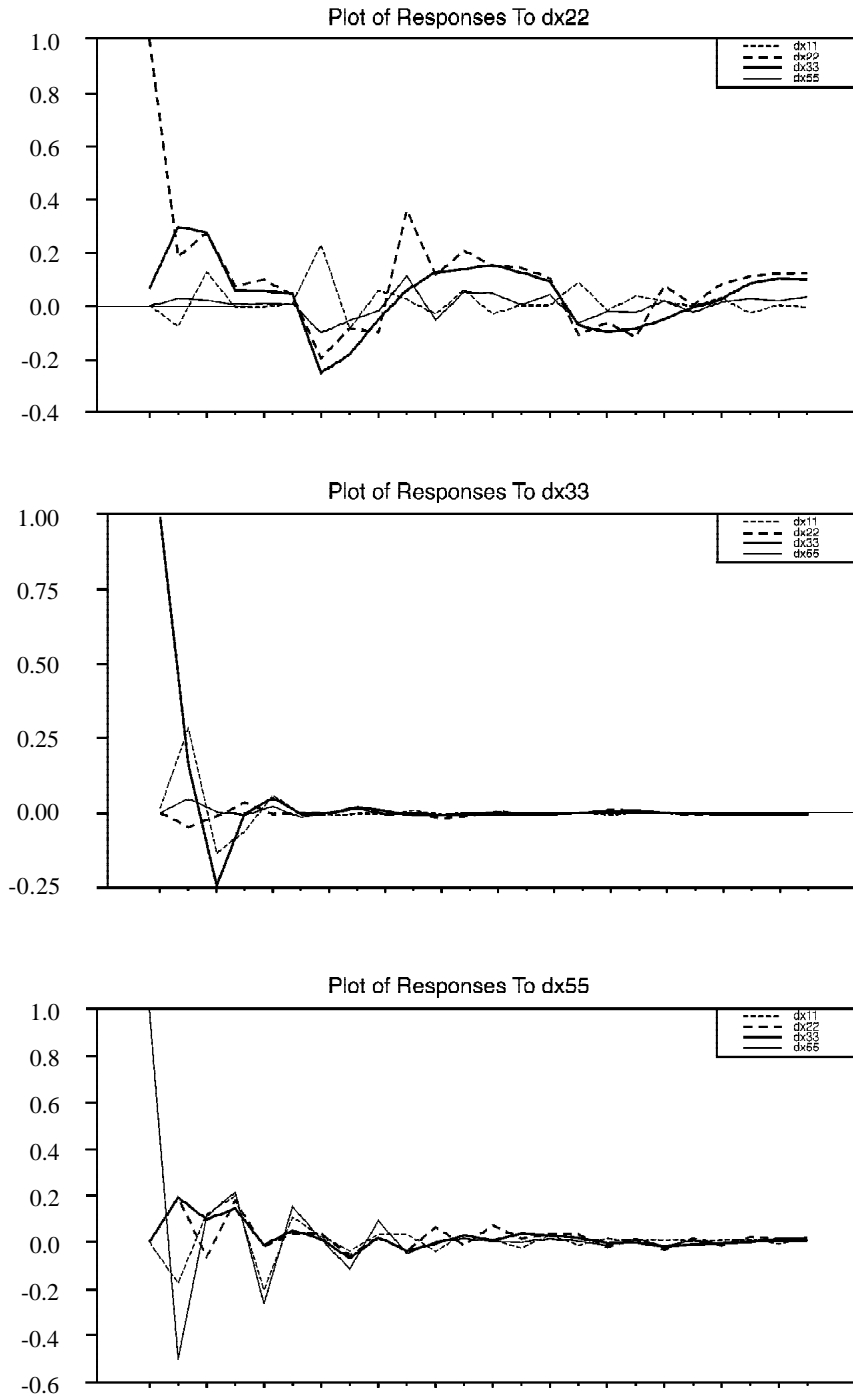 Plot of Responses To dx22
1.0
0.8
0.6
0.4
0.2
0.0
-0.2
-0.4
dx11
dx22
dx33
dx55
Plot of Responses To dx33
1.00
0.75
0.50
0.25
0.00
-0.25
dx11
dx22
dx33
dx55
Plot of Responses To dx55
1.0
0.8
0.6
0.4
0.2
0.0
-0.2
-0.4
-0.6
dx11
dx22
dx33
dx55